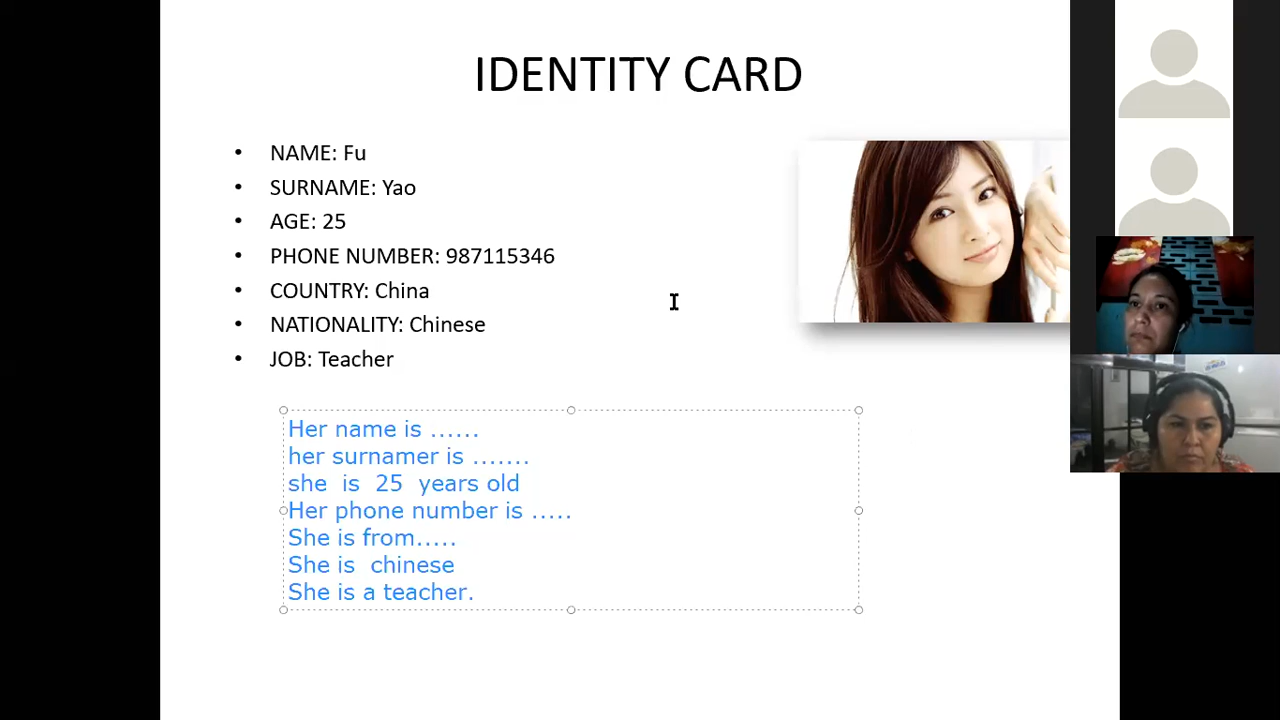 IDENTITY CARD
• NAME: Fu
• SURNAME: Yao
• AGE: 25
• PHONE NUMBER: 987115346
• COUNTRY: China
• NATIONALITY: Chinese
• JOB: Teacher
Her name is ......
her surnamer is .......
she is 25 years old
Her phone number is .....
She is from.....
She is chinese
She is a teacher.